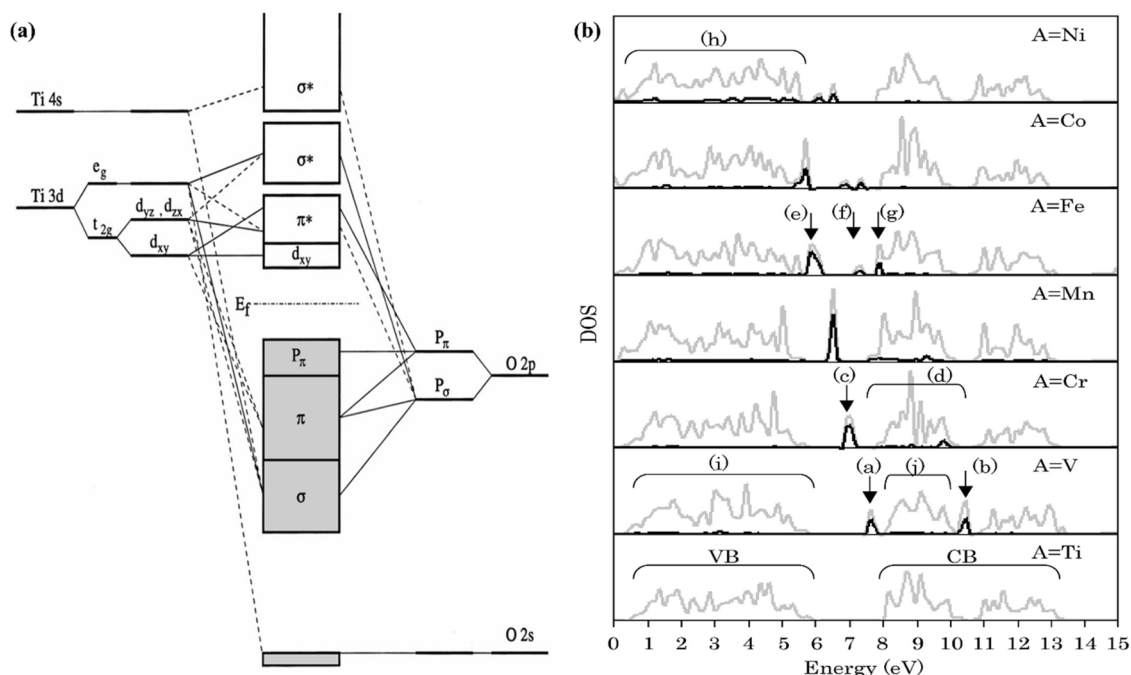 (a)
σ*
Ti 4s
σ*
e_g
Ti 3d
d_yz , d_zx
π*
t_2g
d_xy
d_xy
E_f
P_π
P_π
O 2p
P_σ
π
σ
O 2s
(b)
(h)
A=Ni
A=Co
(e)
(f)
(g)
A=Fe
A=Mn
(c)
(d)
A=Cr
(i)
(a)
(j)
(b)
A=V
VB
CB
A=Ti
DOS
0 1 2 3 4 5 6 7 8 9 10 11 12 13 14 15
Energy (eV)